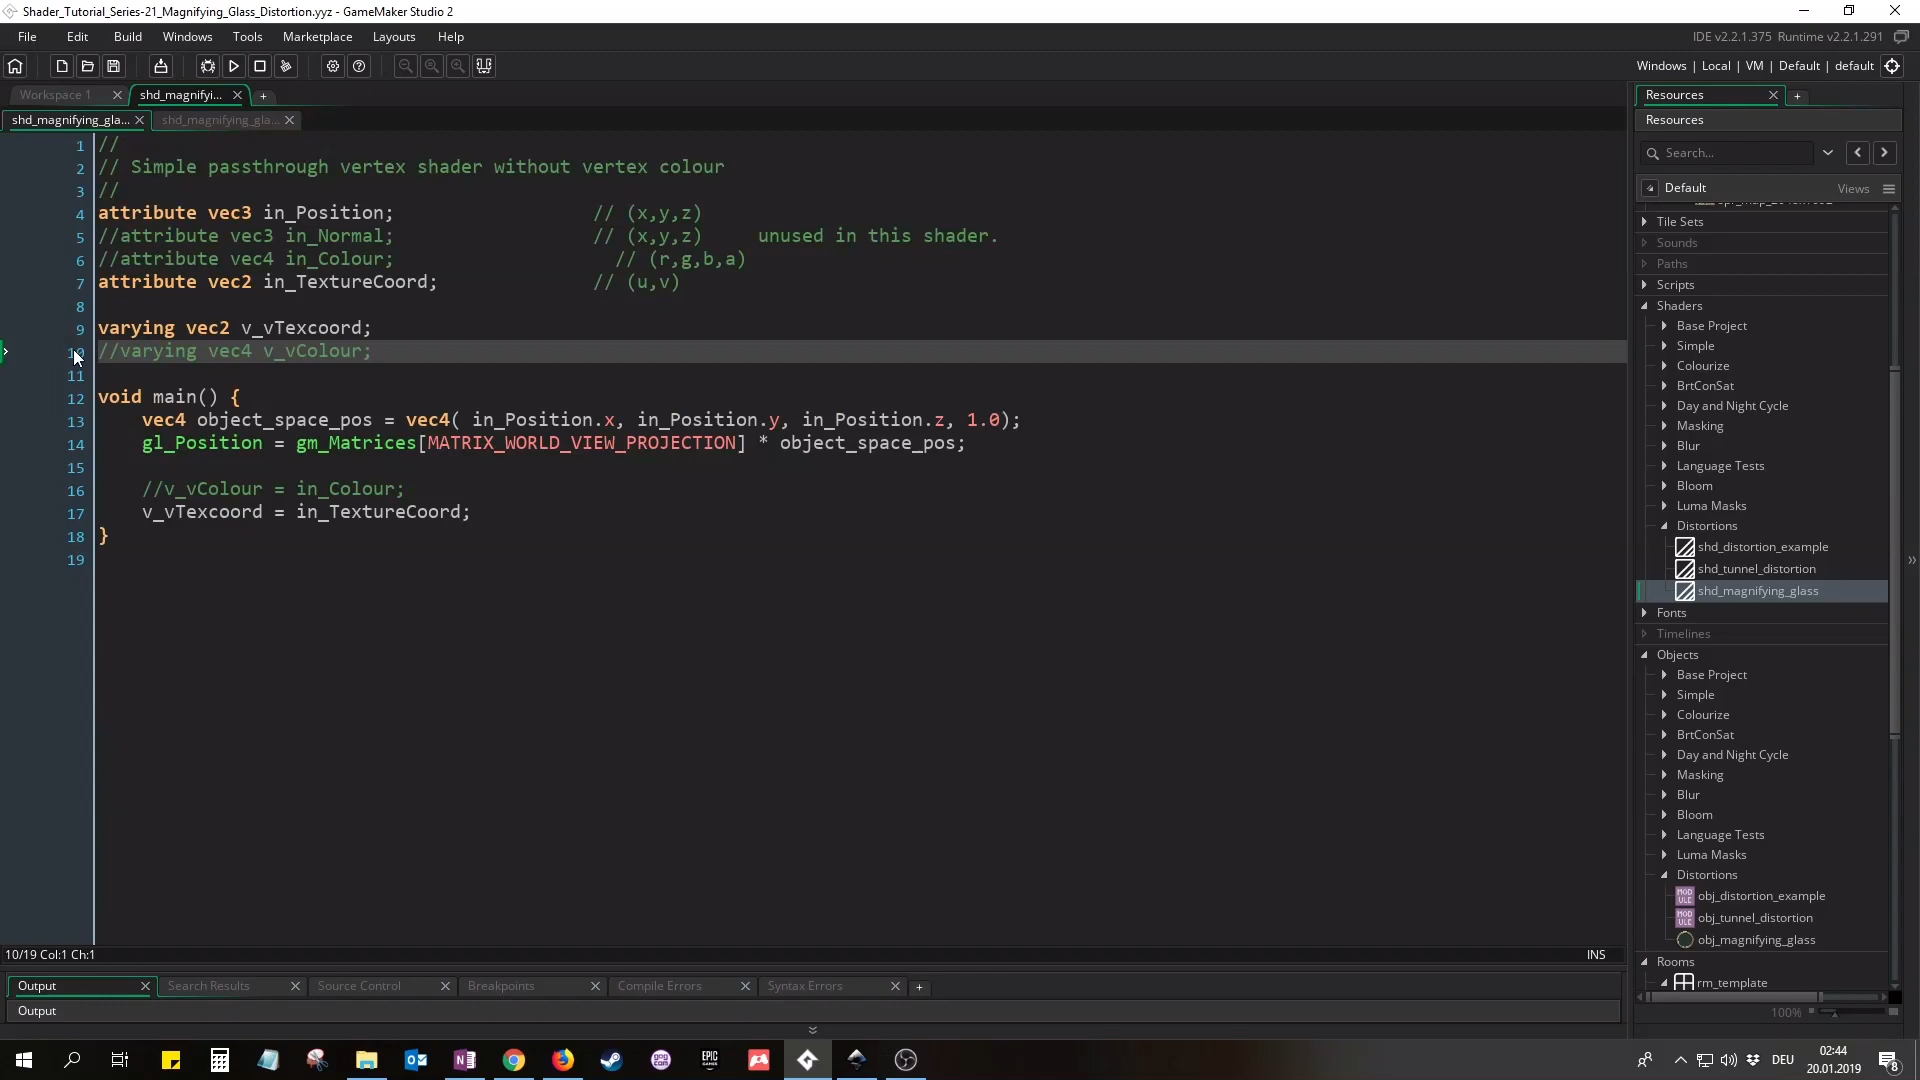 Shader_Tutorial_Series-21_Magnifying_Glass_Distortion.yyz - GameMaker Studio 2
File Edit Build Windows Tools Marketplace Layouts Help
IDE v2.2.1.375 Runtime v2.2.1.291
Windows | Local | VM | Default | default
Workspace 1
shd_magnifyi...
shd_magnifying_gla...
shd_magnifying_gla...
1 //
2 // Simple passthrough vertex shader without vertex colour
3 //
4 attribute vec3 in_Position; // (x,y,z)
5 //attribute vec3 in_Normal; // (x,y,z) unused in this shader.
6 //attribute vec4 in_Colour; // (r,g,b,a)
7 attribute vec2 in_TextureCoord; // (u,v)
8
9 varying vec2 v_vTexcoord;
10 //varying vec4 v_vColour;
11
12 void main() {
13 vec4 object_space_pos = vec4( in_Position.x, in_Position.y, in_Position.z, 1.0);
14 gl_Position = gm_Matrices[MATRIX_WORLD_VIEW_PROJECTION] * object_space_pos;
15
16 //v_vColour = in_Colour;
17 v_vTexcoord = in_TextureCoord;
18 }
19
10/19 Col:1 Ch:1
INS
Output
Search Results
Source Control
Breakpoints
Compile Errors
Syntax Errors
Output
Resources
Resources
Search...
Default
Views
Tile Sets
Sounds
Paths
Scripts
Shaders
Base Project
Simple
Colourize
BrtConSat
Day and Night Cycle
Masking
Blur
Language Tests
Bloom
Luma Masks
Distortions
shd_distortion_example
shd_tunnel_distortion
shd_magnifying_glass
Fonts
Timelines
Objects
Base Project
Simple
Colourize
BrtConSat
Day and Night Cycle
Masking
Blur
Bloom
Language Tests
Luma Masks
Distortions
MOD
ULE
obj_distortion_example
MOD
ULE
obj_tunnel_distortion
obj_magnifying_glass
Rooms
rm_template
100%
GOG
COM
EPIC
GAMES
DEU
02:44
20.01.2019
8